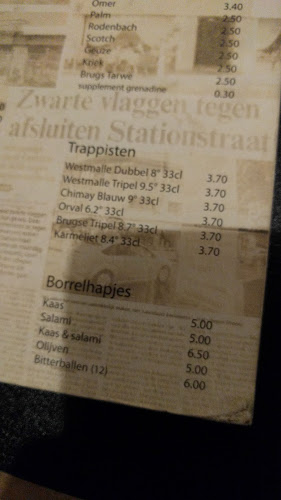 Omer 3.40
Palm 2.50
Rodenbach 2.50
Scotch 2.50
Geuze 2.50
Kriek 2.50
Brugs Tarwe 2.50
supplement grenadine 0.30
Zwarte vlaggen tegen
afsluiten Stationstraat
Trappisten
Westmalle Dubbel 8° 33cl 3.70
Westmalle Tripel 9.5° 33cl 3.70
Chimay Blauw 9° 33cl 3.70
Orval 6.2° 33cl 3.70
Brugse Tripel 8.7° 33cl 3.70
Karmeliet 8.4° 33cl 3.70
Borrelhapjes
Kaas 5.00
Salami 5.00
Kaas & salami 6.50
Olijven 5.00
Bitterballen (12) 6.00